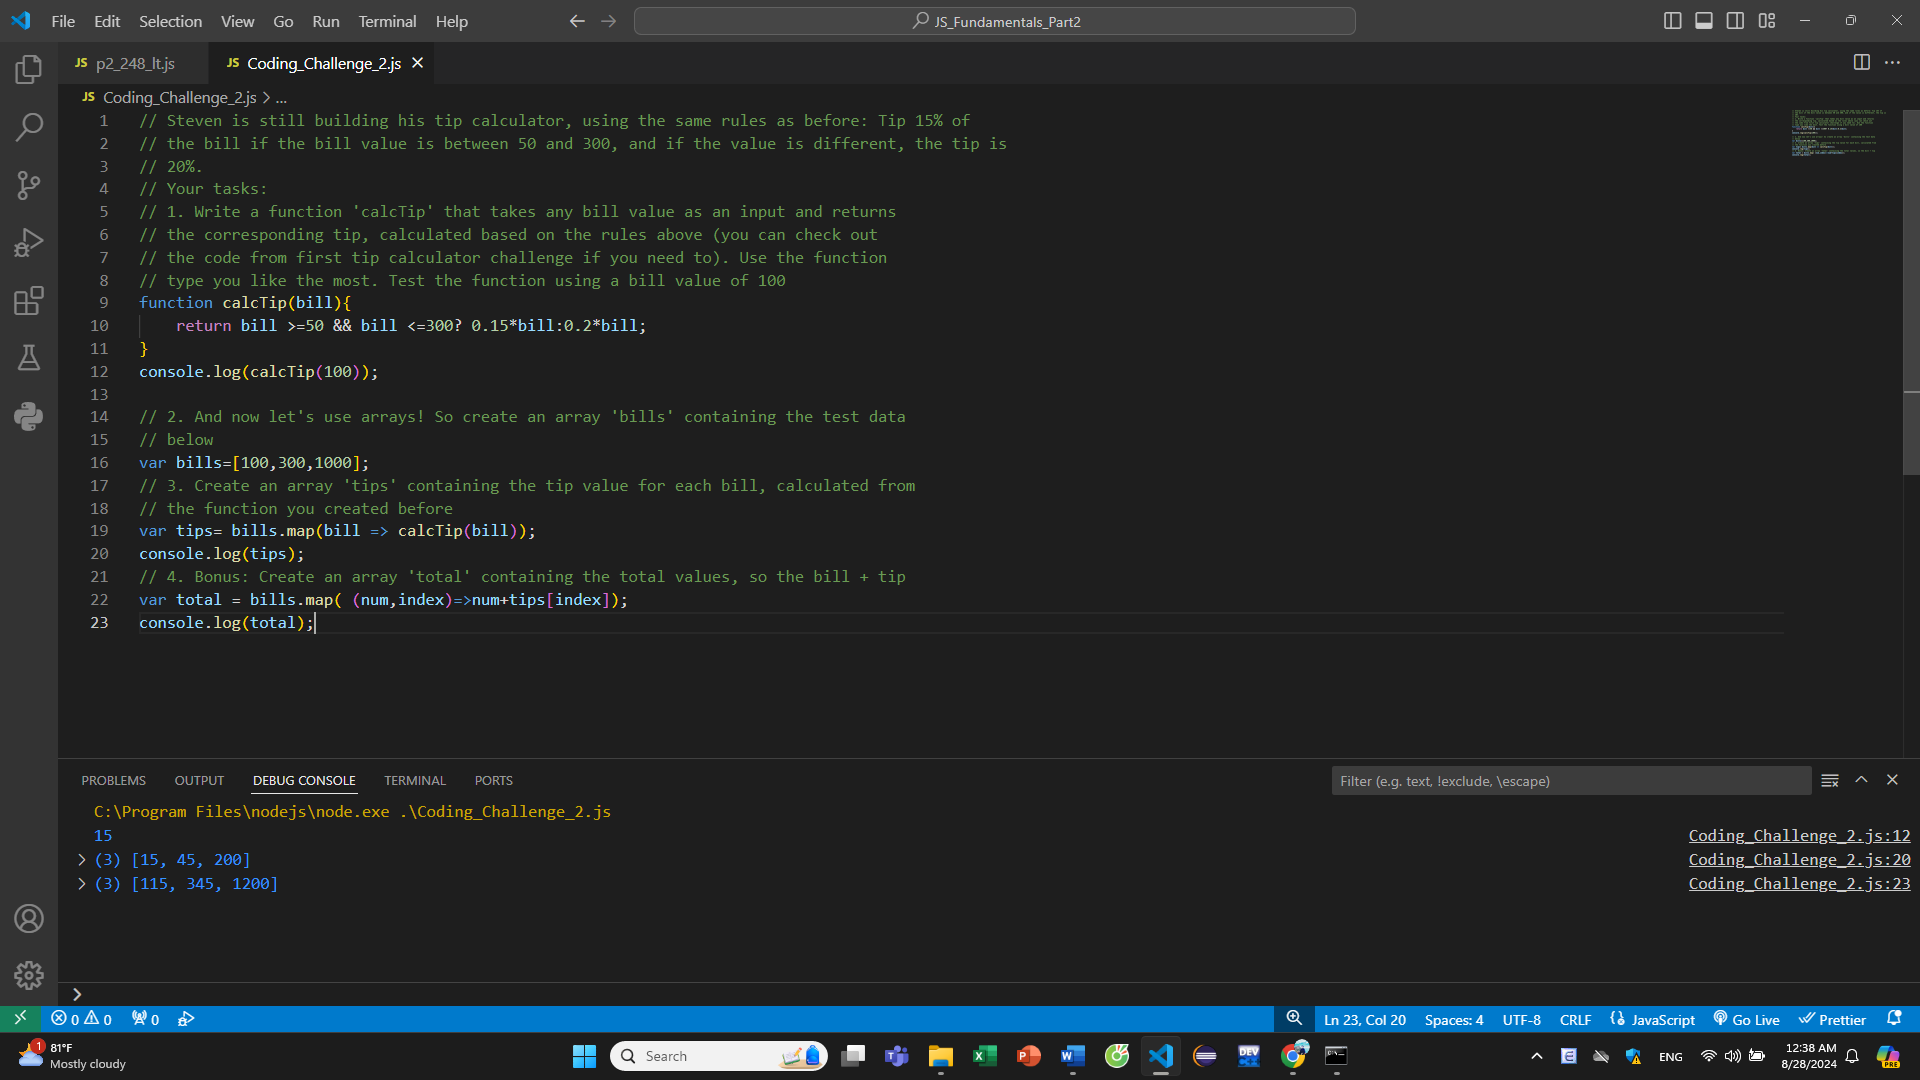 File Edit Selection View Go Run Terminal Help
JS_Fundamentals_Part2
JS p2_248_lt.js
JS Coding_Challenge_2.js
JS Coding_Challenge_2.js > ...
1 // Steven is still building his tip calculator, using the same rules as before: Tip 15% of
2 // the bill if the bill value is between 50 and 300, and if the value is different, the tip is
3 // 20%.
4 // Your tasks:
5 // 1. Write a function 'calcTip' that takes any bill value as an input and returns
6 // the corresponding tip, calculated based on the rules above (you can check out
7 // the code from first tip calculator challenge if you need to). Use the function
8 // type you like the most. Test the function using a bill value of 100
9 function calcTip(bill){
10 return bill >=50 && bill <=300? 0.15*bill:0.2*bill;
11 }
12 console.log(calcTip(100));
13
14 // 2. And now let's use arrays! So create an array 'bills' containing the test data
15 // below
16 var bills=[100,300,1000];
17 // 3. Create an array 'tips' containing the tip value for each bill, calculated from
18 // the function you created before
19 var tips= bills.map(bill => calcTip(bill));
20 console.log(tips);
21 // 4. Bonus: Create an array 'total' containing the total values, so the bill + tip
22 var total = bills.map( (num,index)=>num+tips[index]);
23 console.log(total);
PROBLEMS OUTPUT DEBUG CONSOLE TERMINAL PORTS
Filter (e.g. text, !exclude, \escape)
C:\Program Files\nodejs\node.exe .\Coding_Challenge_2.js
15 Coding_Challenge_2.js:12
> (3) [15, 45, 200] Coding_Challenge_2.js:20
> (3) [115, 345, 1200] Coding_Challenge_2.js:23
>
0 0 0
Ln 23, Col 20 Spaces: 4 UTF-8 CRLF {} JavaScript Go Live Prettier
1
81°F
Mostly cloudy
Search
DEV
ENG
12:38 AM
8/28/2024
PRE